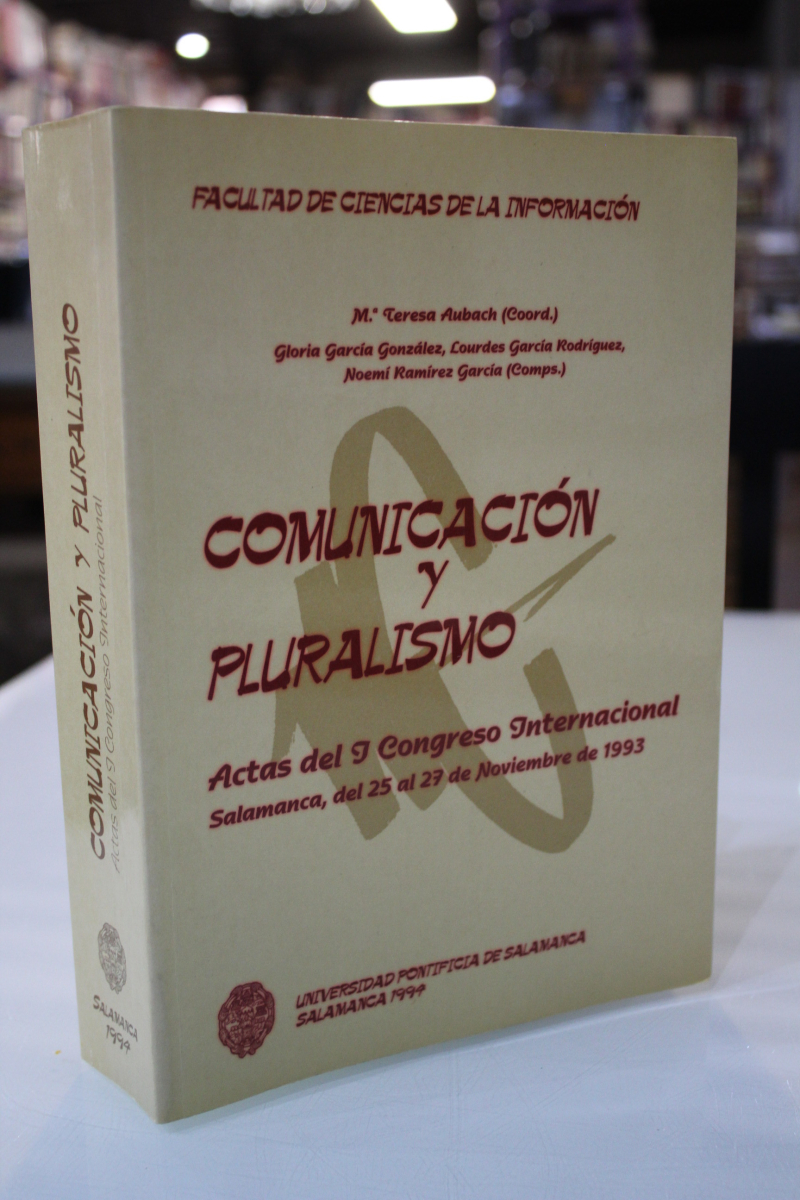 FACULTAD DE CIENCIAS DE LA INFORMACIÓN
M.ª Teresa Aubach (Coord.)
Gloria García González, Lourdes García Rodríguez,
Noemí Ramírez García (Comps.)
COMUNICACIÓN
Y
PLURALISMO
Actas del I Congreso Internacional
Salamanca, del 25 al 27 de Noviembre de 1993
UNIVERSIDAD PONTIFICIA DE SALAMANCA
SALAMANCA 1994
COMUNICACIÓN Y PLURALISMO
Actas del I Congreso Internacional
SALAMANCA
1994